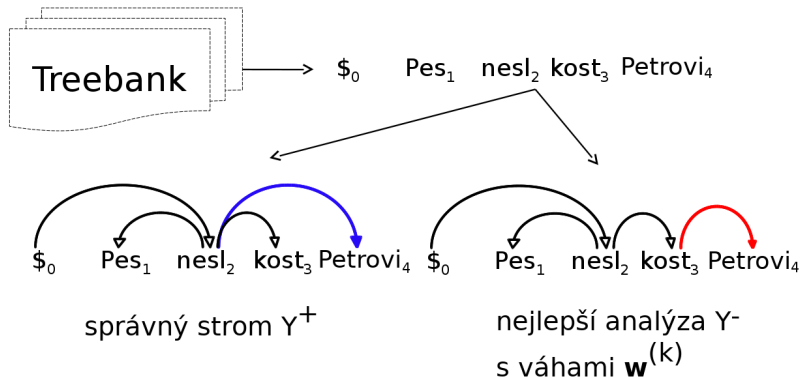 Treebank
$0 Pes1 nesl2 kost3 Petrovi4
$0 Pes1 nesl2 kost3 Petrovi4
$0 Pes1 nesl2 kost3 Petrovi4
správný strom Y+
nejlepší analýza Y-
s váhami w(k)